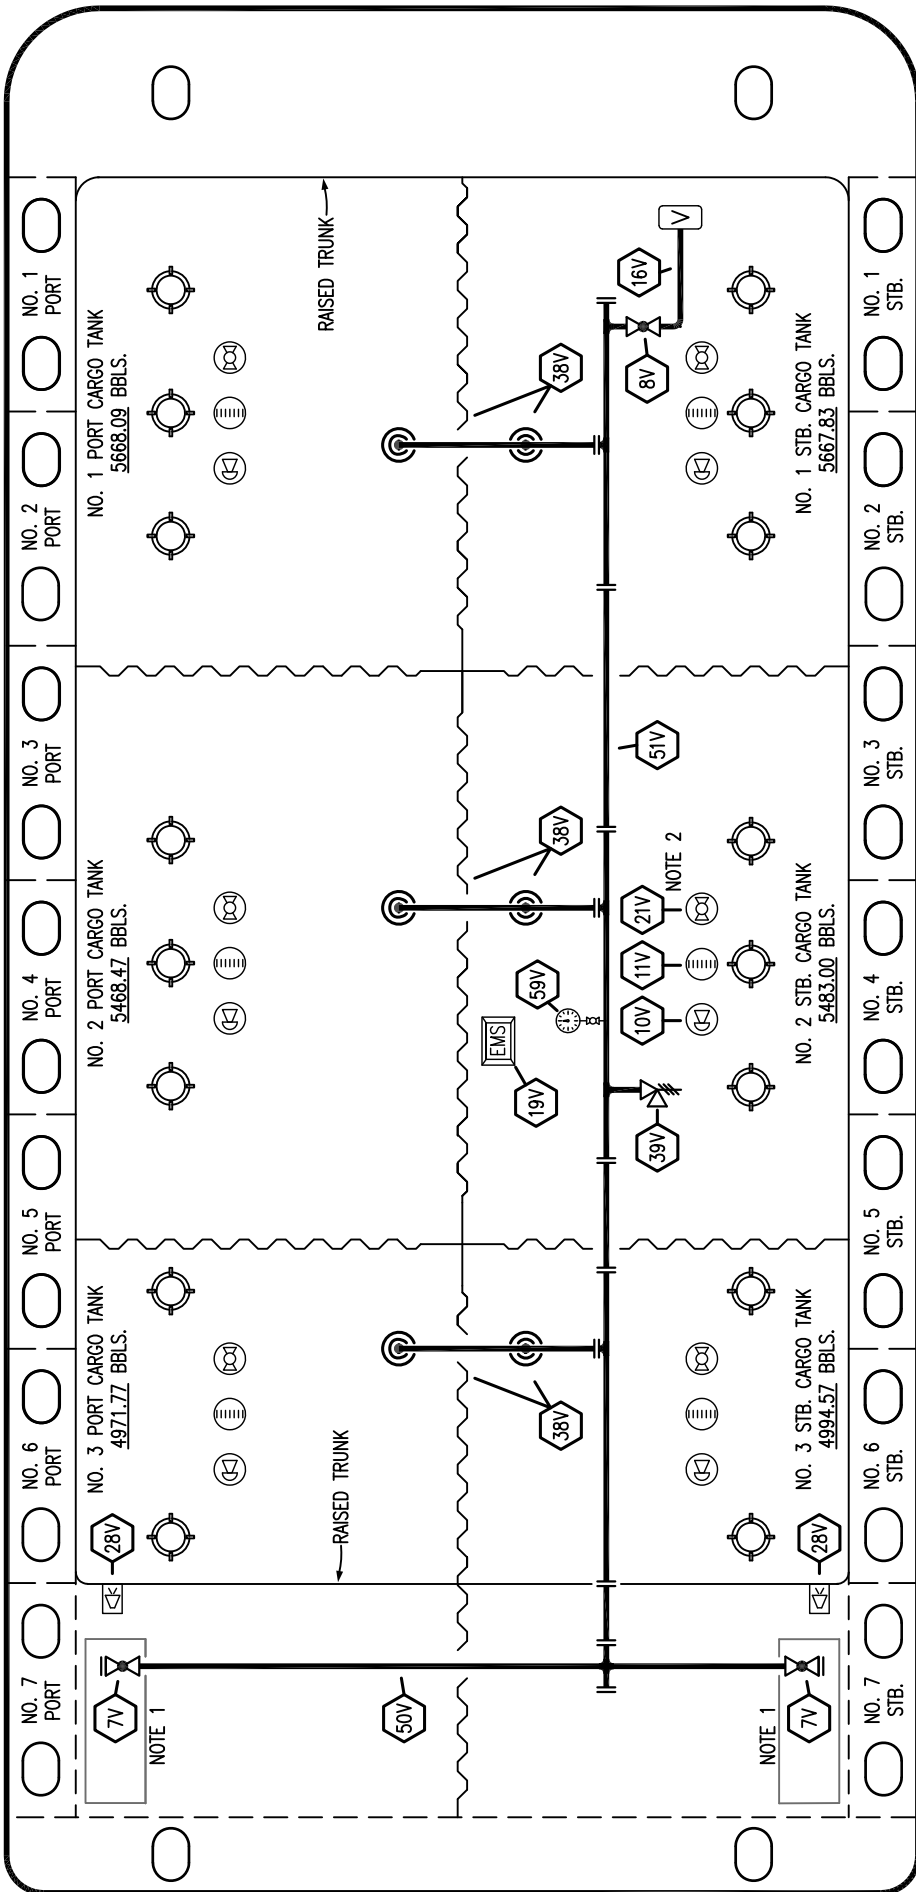 NO. 1
PORT
NO. 2
PORT
NO. 3
PORT
NO. 4
PORT
NO. 5
PORT
NO. 6
PORT
NO. 7
PORT
NO. 1 PORT CARGO TANK
5668.09 BBLS.
NO. 2 PORT CARGO TANK
5468.47 BBLS.
NO. 3 PORT CARGO TANK
4971.77 BBLS.
28V
7V
NOTE 1
RAISED TRUNK
RAISED TRUNK
50V
38V
38V
38V
EMS
19V
59V
V
16V
8V
51V
NOTE 2
21V
11V
10V
39V
NO. 1 STB. CARGO TANK
5667.83 BBLS.
NO. 2 STB. CARGO TANK
5483.00 BBLS.
NO. 3 STB. CARGO TANK
4994.57 BBLS.
28V
NOTE 1
7V
NO. 1
STB.
NO. 2
STB.
NO. 3
STB.
NO. 4
STB.
NO. 5
STB.
NO. 6
STB.
NO. 7
STB.